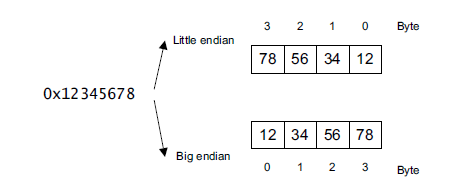 3 2 1 0 Byte
Little endian
78 56 34 12
0x12345678
12 34 56 78
Big endian
0 1 2 3 Byte